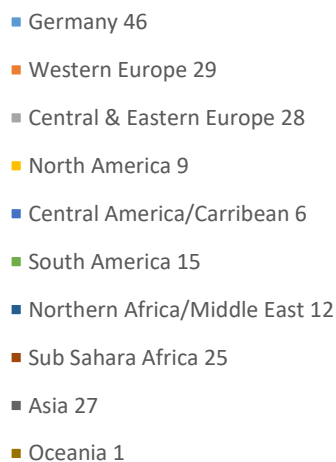 Germany 46
Western Europe 29
Central & Eastern Europe 28
North America 9
Central America/Carribean 6
South America 15
Northern Africa/Middle East 12
Sub Sahara Africa 25
Asia 27
Oceania 1